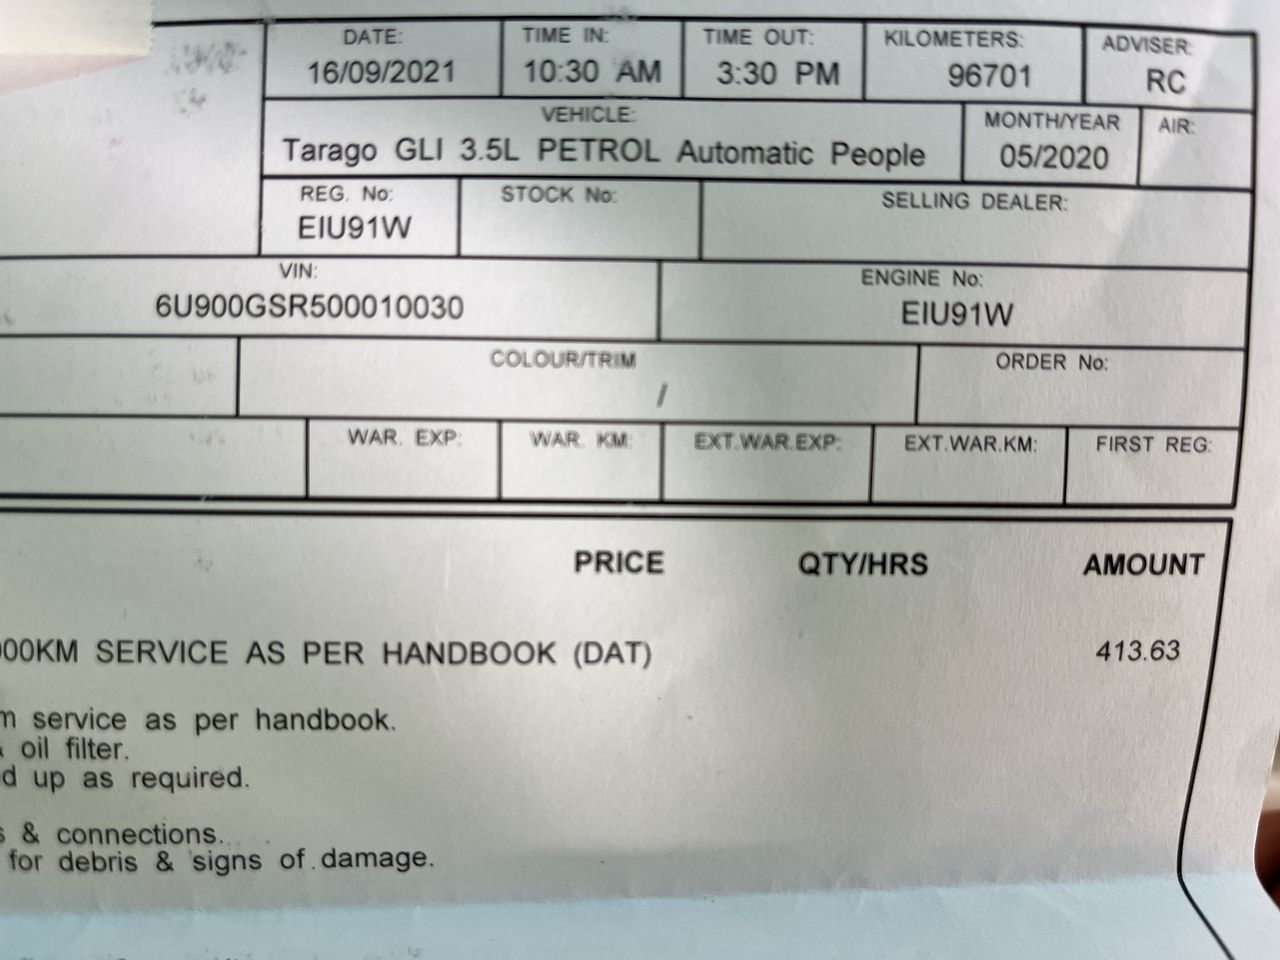 DATE: TIME IN: TIME OUT: KILOMETERS: ADVISER:
16/09/2021 10:30 AM 3:30 PM 96701 RC
VEHICLE: MONTH/YEAR AIR:
Tarago GLI 3.5L PETROL Automatic People 05/2020
REG. No: STOCK No: SELLING DEALER:
EIU91W
VIN: ENGINE No:
6U900GSR500010030 EIU91W
COLOUR/TRIM ORDER No:
/
WAR. EXP: WAR. KM: EXT.WAR.EXP: EXT.WAR.KM: FIRST REG:
PRICE QTY/HRS AMOUNT
00KM SERVICE AS PER HANDBOOK (DAT) 413.63
m service as per handbook.
& oil filter.
d up as required.
s & connections.
for debris & signs of damage.